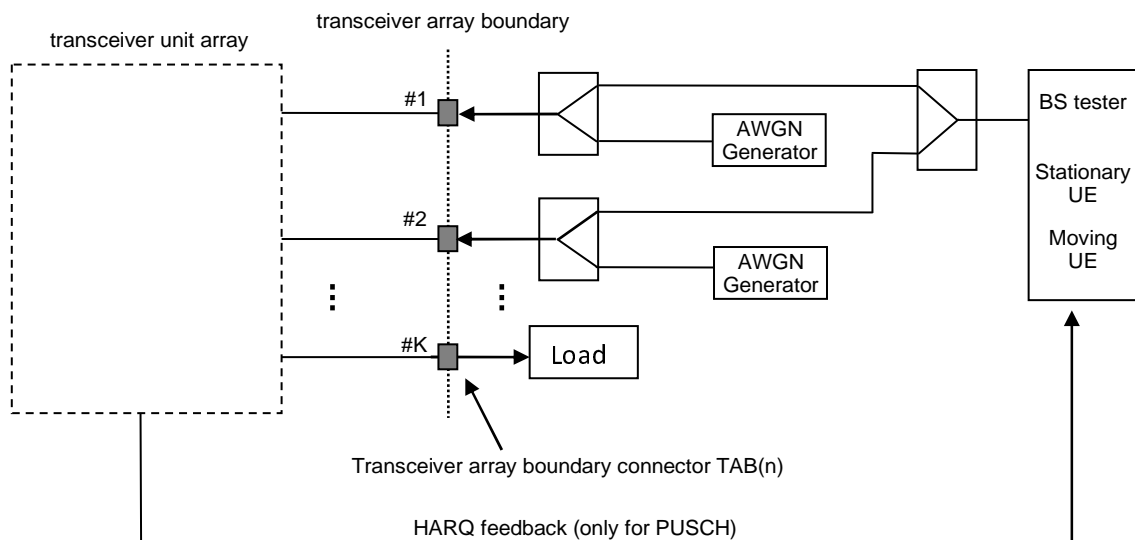 transceiver array boundary
transceiver unit array
#1
AWGN
Generator
BS tester
Stationary
UE
Moving
UE
#2
AWGN
Generator
#K
Load
Transceiver array boundary connector TAB(n)
HARQ feedback (only for PUSCH)